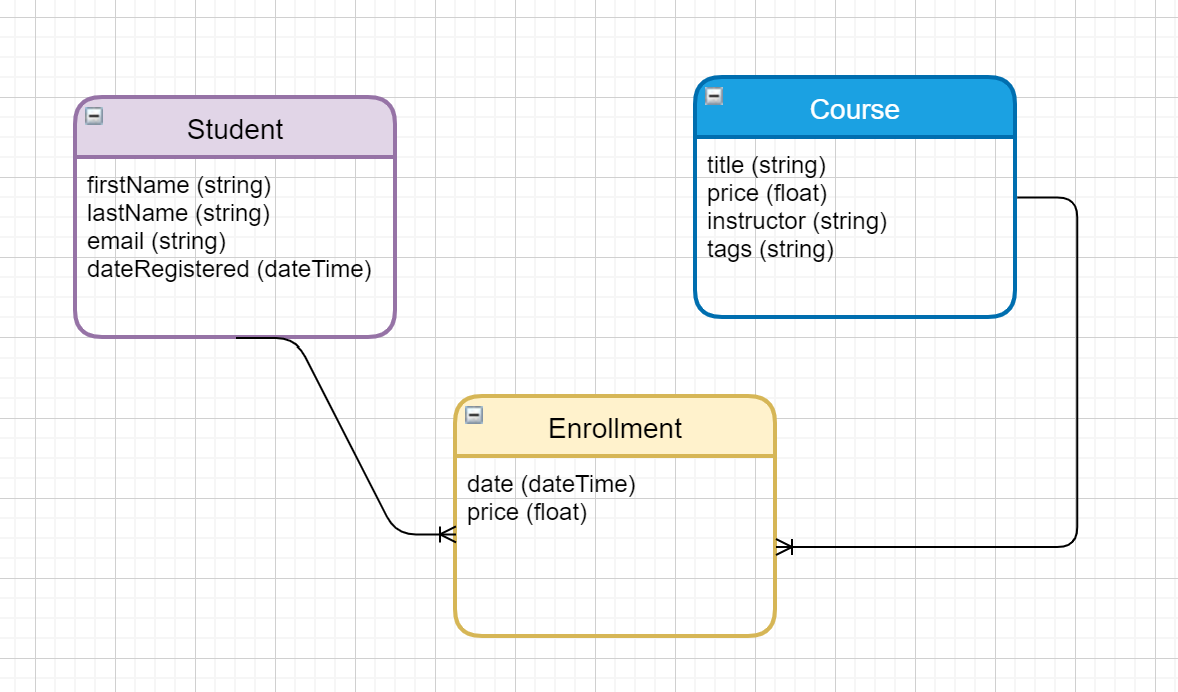 Student
firstName (string)
lastName (string)
email (string)
dateRegistered (dateTime)
Course
title (string)
price (float)
instructor (string)
tags (string)
Enrollment
date (dateTime)
price (float)